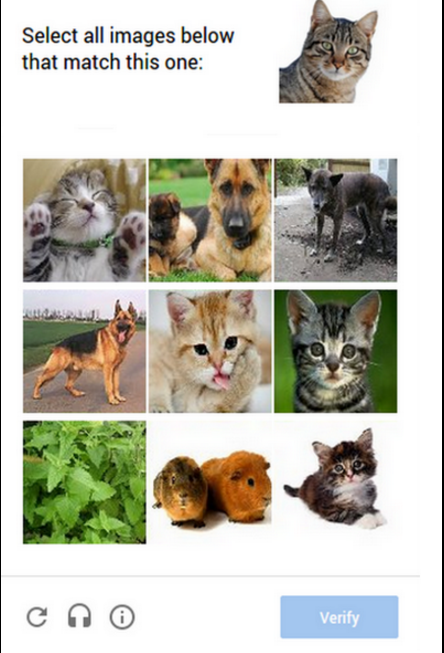 Select all images below
that match this one:
Verify